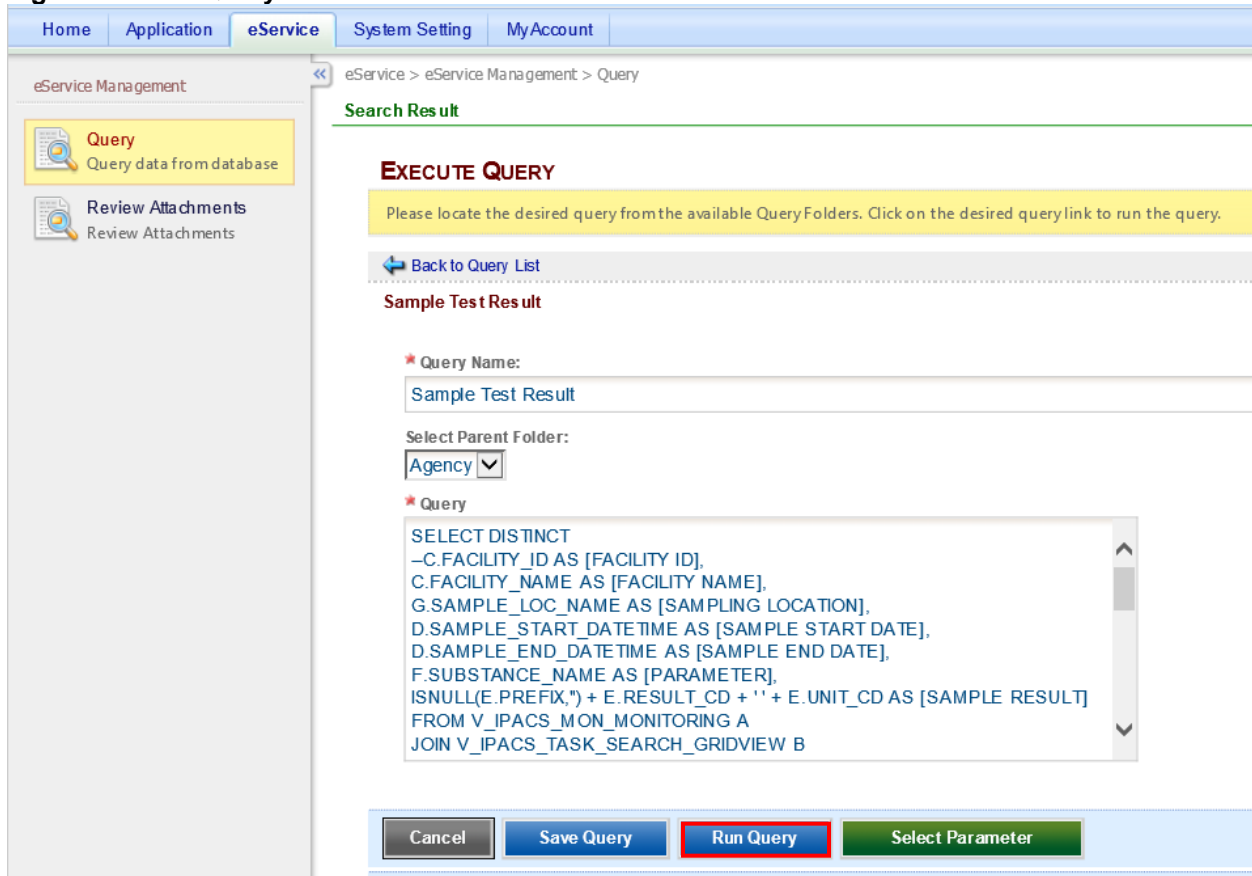 Home Application eService System Setting MyAccount
eService Management
eService > eService Management > Query
Search Result
Query
Query data from database
Review Attachments
Review Attachments
EXECUTE QUERY
Please locate the desired query from the available Query Folders. Click on the desired query link to run the query.
Back to Query List
Sample Test Result
* Query Name:
Sample Test Result
Select Parent Folder:
Agency
* Query
SELECT DISTINCT
--C.FACILITY_ID AS [FACILITY ID],
C.FACILITY_NAME AS [FACILITY NAME],
G.SAMPLE_LOC_NAME AS [SAMPLING LOCATION],
D.SAMPLE_START_DATETIME AS [SAMPLE START DATE],
D.SAMPLE_END_DATETIME AS [SAMPLE END DATE],
F.SUBSTANCE_NAME AS [PARAMETER],
ISNULL(E.PREFIX,'') + E.RESULT_CD + ' ' + E.UNIT_CD AS [SAMPLE RESULT]
FROM V_IPACS_MON_MONITORING A
JOIN V_IPACS_TASK_SEARCH_GRIDVIEW B
Cancel Save Query Run Query Select Parameter